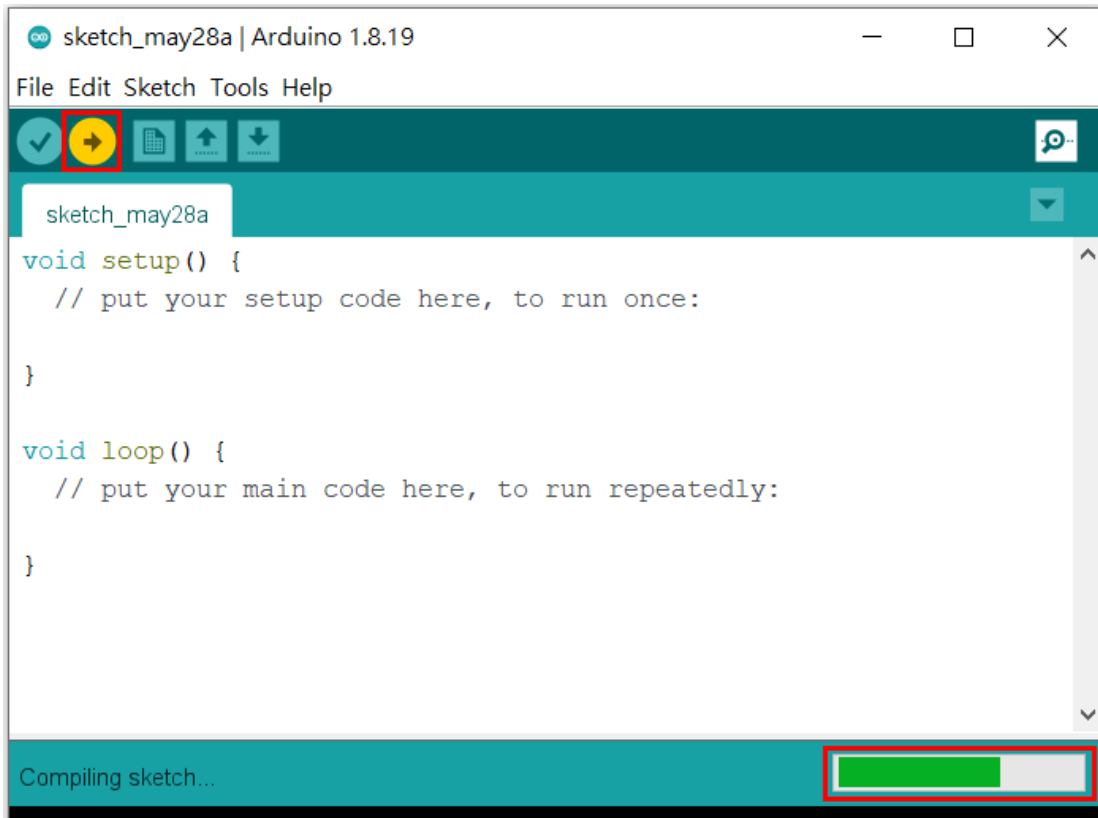 sketch_may28a | Arduino 1.8.19
File Edit Sketch Tools Help
sketch_may28a
void setup() {
  // put your setup code here, to run once:
}
void loop() {
  // put your main code here, to run repeatedly:
}
Compiling sketch...